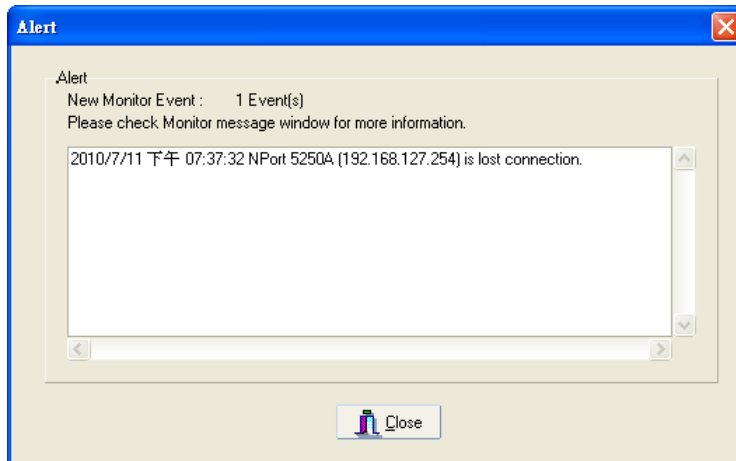 Alert
Alert
New Monitor Event : 1 Event(s)
Please check Monitor message window for more information.
2010/7/11 下午 07:37:32 NPort 5250A (192.168.127.254) is lost connection.
Close